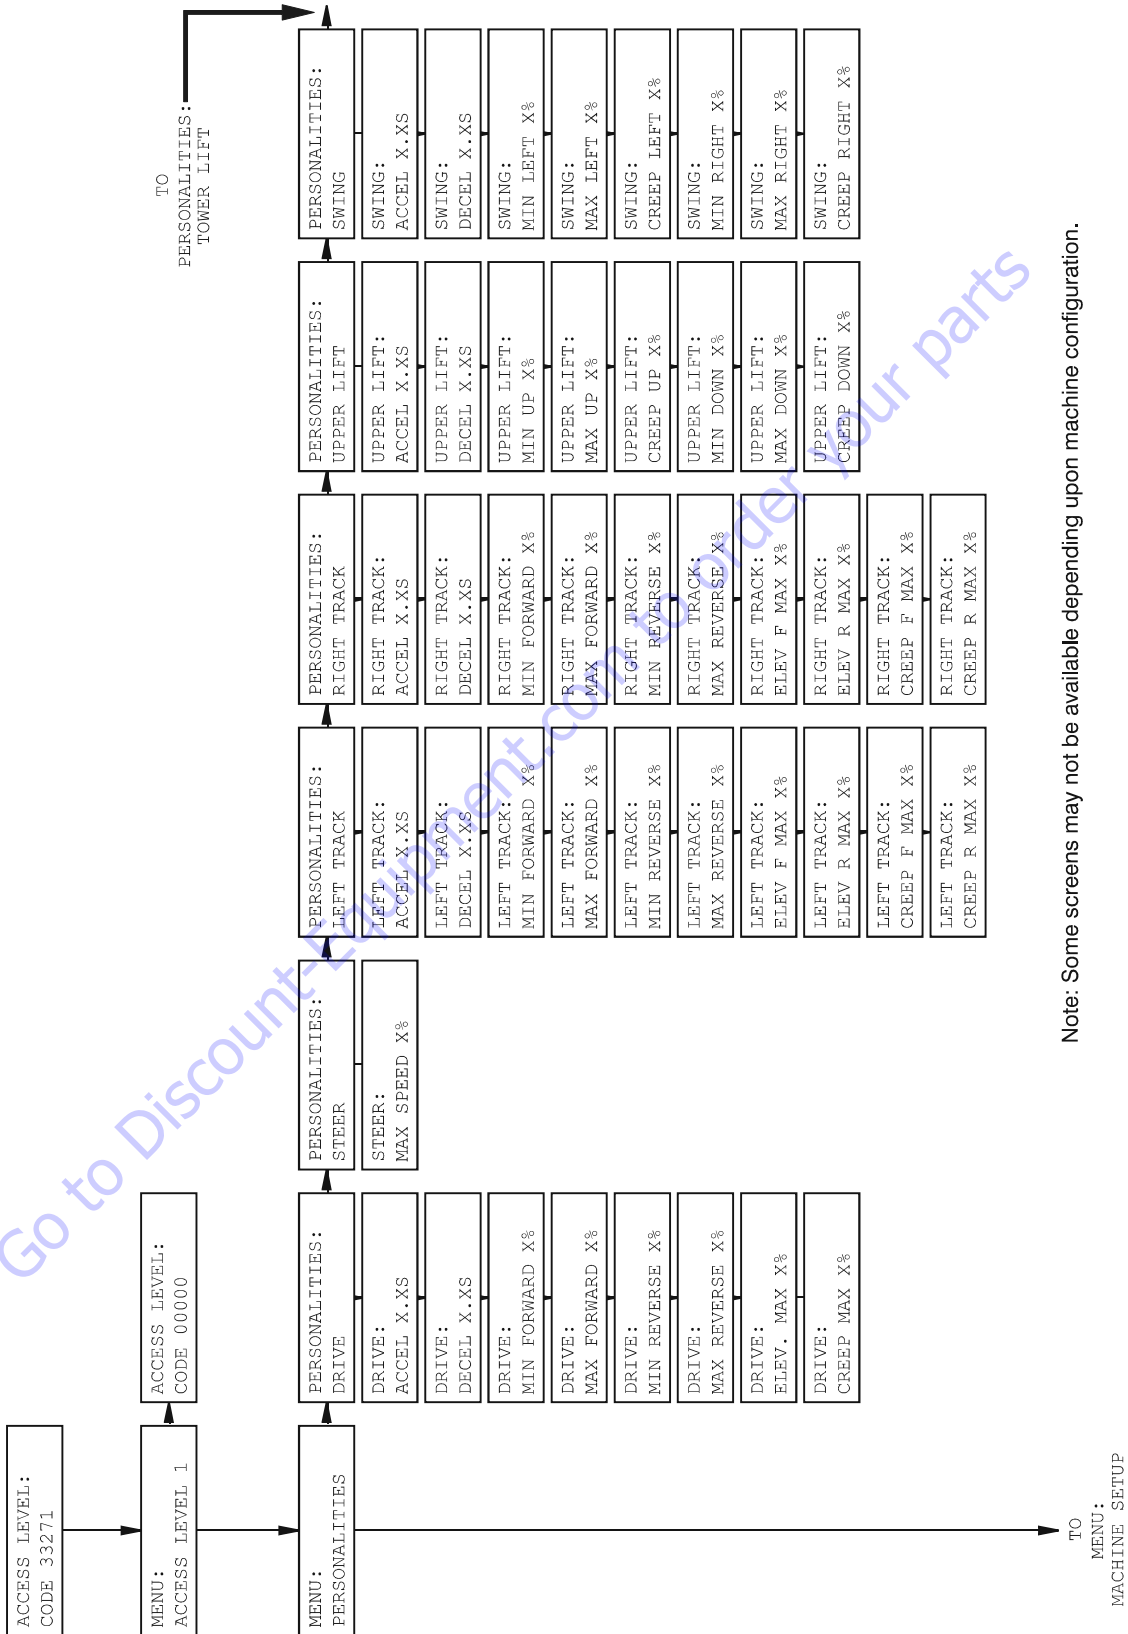 ACCESS LEVEL:
CODE 33271
MENU:
ACCESS LEVEL 1
ACCESS LEVEL:
CODE 00000
MENU:
PERSONALITIES
TO
MENU:
MACHINE SETUP
PERSONALITIES:
DRIVE
DRIVE:
ACCEL X.XS
DRIVE:
DECEL X.XS
DRIVE:
MIN FORWARD X%
DRIVE:
MAX FORWARD X%
DRIVE:
MIN REVERSE X%
DRIVE:
MAX REVERSE X%
DRIVE:
ELEV. MAX X%
DRIVE:
CREEP MAX X%
PERSONALITIES:
STEER
STEER:
MAX SPEED X%
PERSONALITIES:
LEFT TRACK
LEFT TRACK:
ACCEL X.XS
LEFT TRACK:
DECEL X.XS
LEFT TRACK:
MIN FORWARD X%
LEFT TRACK:
MAX FORWARD X%
LEFT TRACK:
MIN REVERSE X%
LEFT TRACK:
MAX REVERSE X%
LEFT TRACK:
ELEV F MAX X%
LEFT TRACK:
ELEV R MAX X%
LEFT TRACK:
CREEP F MAX X%
LEFT TRACK:
CREEP R MAX X%
PERSONALITIES:
RIGHT TRACK
RIGHT TRACK:
ACCEL X.XS
RIGHT TRACK:
DECEL X.XS
RIGHT TRACK:
MIN FORWARD X%
RIGHT TRACK:
MAX FORWARD X%
RIGHT TRACK:
MIN REVERSE X%
RIGHT TRACK:
MAX REVERSE X%
RIGHT TRACK:
ELEV F MAX X%
RIGHT TRACK:
ELEV R MAX X%
RIGHT TRACK:
CREEP F MAX X%
RIGHT TRACK:
CREEP R MAX X%
PERSONALITIES:
UPPER LIFT
UPPER LIFT:
ACCEL X.XS
UPPER LIFT:
DECEL X.XS
UPPER LIFT:
MIN UP X%
UPPER LIFT:
MAX UP X%
UPPER LIFT:
CREEP UP X%
UPPER LIFT:
MIN DOWN X%
UPPER LIFT:
MAX DOWN X%
UPPER LIFT:
CREEP DOWN X%
PERSONALITIES:
SWING
SWING:
ACCEL X.XS
SWING:
DECEL X.XS
SWING:
MIN LEFT X%
SWING:
MAX LEFT X%
SWING:
CREEP LEFT X%
SWING:
MIN RIGHT X%
SWING:
MAX RIGHT X%
SWING:
CREEP RIGHT X%
TO
PERSONALITIES:
TOWER LIFT
Note: Some screens may not be available depending upon machine configuration.
Go to Discount-Equipment.com to order your parts